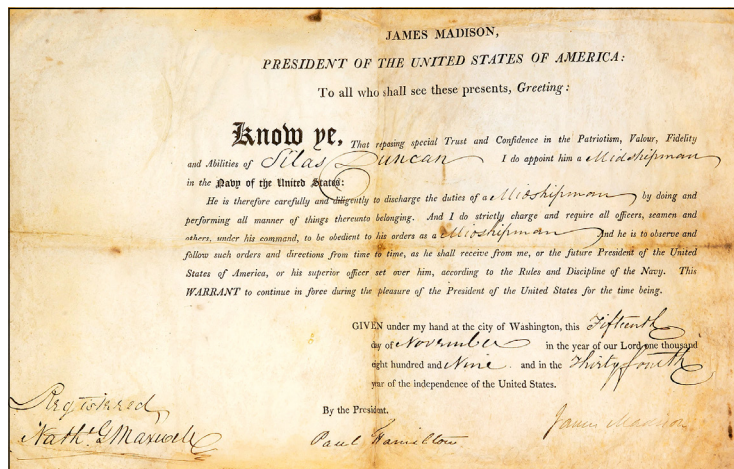 JAMES MADISON,
PRESIDENT OF THE UNITED STATES OF AMERICA:
To all who shall see these presents, Greeting:
Know ye, That reposing special Trust and Confidence in the Patriotism, Valour, Fidelity
and Abilities of Silas Duncan I do appoint him a Midshipman
in the Navy of the United States:
He is therefore carefully and diligently to discharge the duties of a Midshipman by doing and
performing all manner of things thereunto belonging. And I do strictly charge and require all officers, seamen and
others, under his command, to be obedient to his orders as a Midshipman And he is to observe and
follow such orders and directions from time to time, as he shall receive from me, or the future President of the United
States of America, or his superior officer set over him, according to the Rules and Discipline of the Navy. This
WARRANT to continue in force during the pleasure of the President of the United States for the time being.
GIVEN under my hand at the city of Washington, this Fifteenth
day of November in the year of our Lord one thousand
eight hundred and Nine and in the Thirty fourth
year of the independence of the United States.
By the President,
James Madison
Paul Hamilton
Registered,
Nathl. G Maxwell